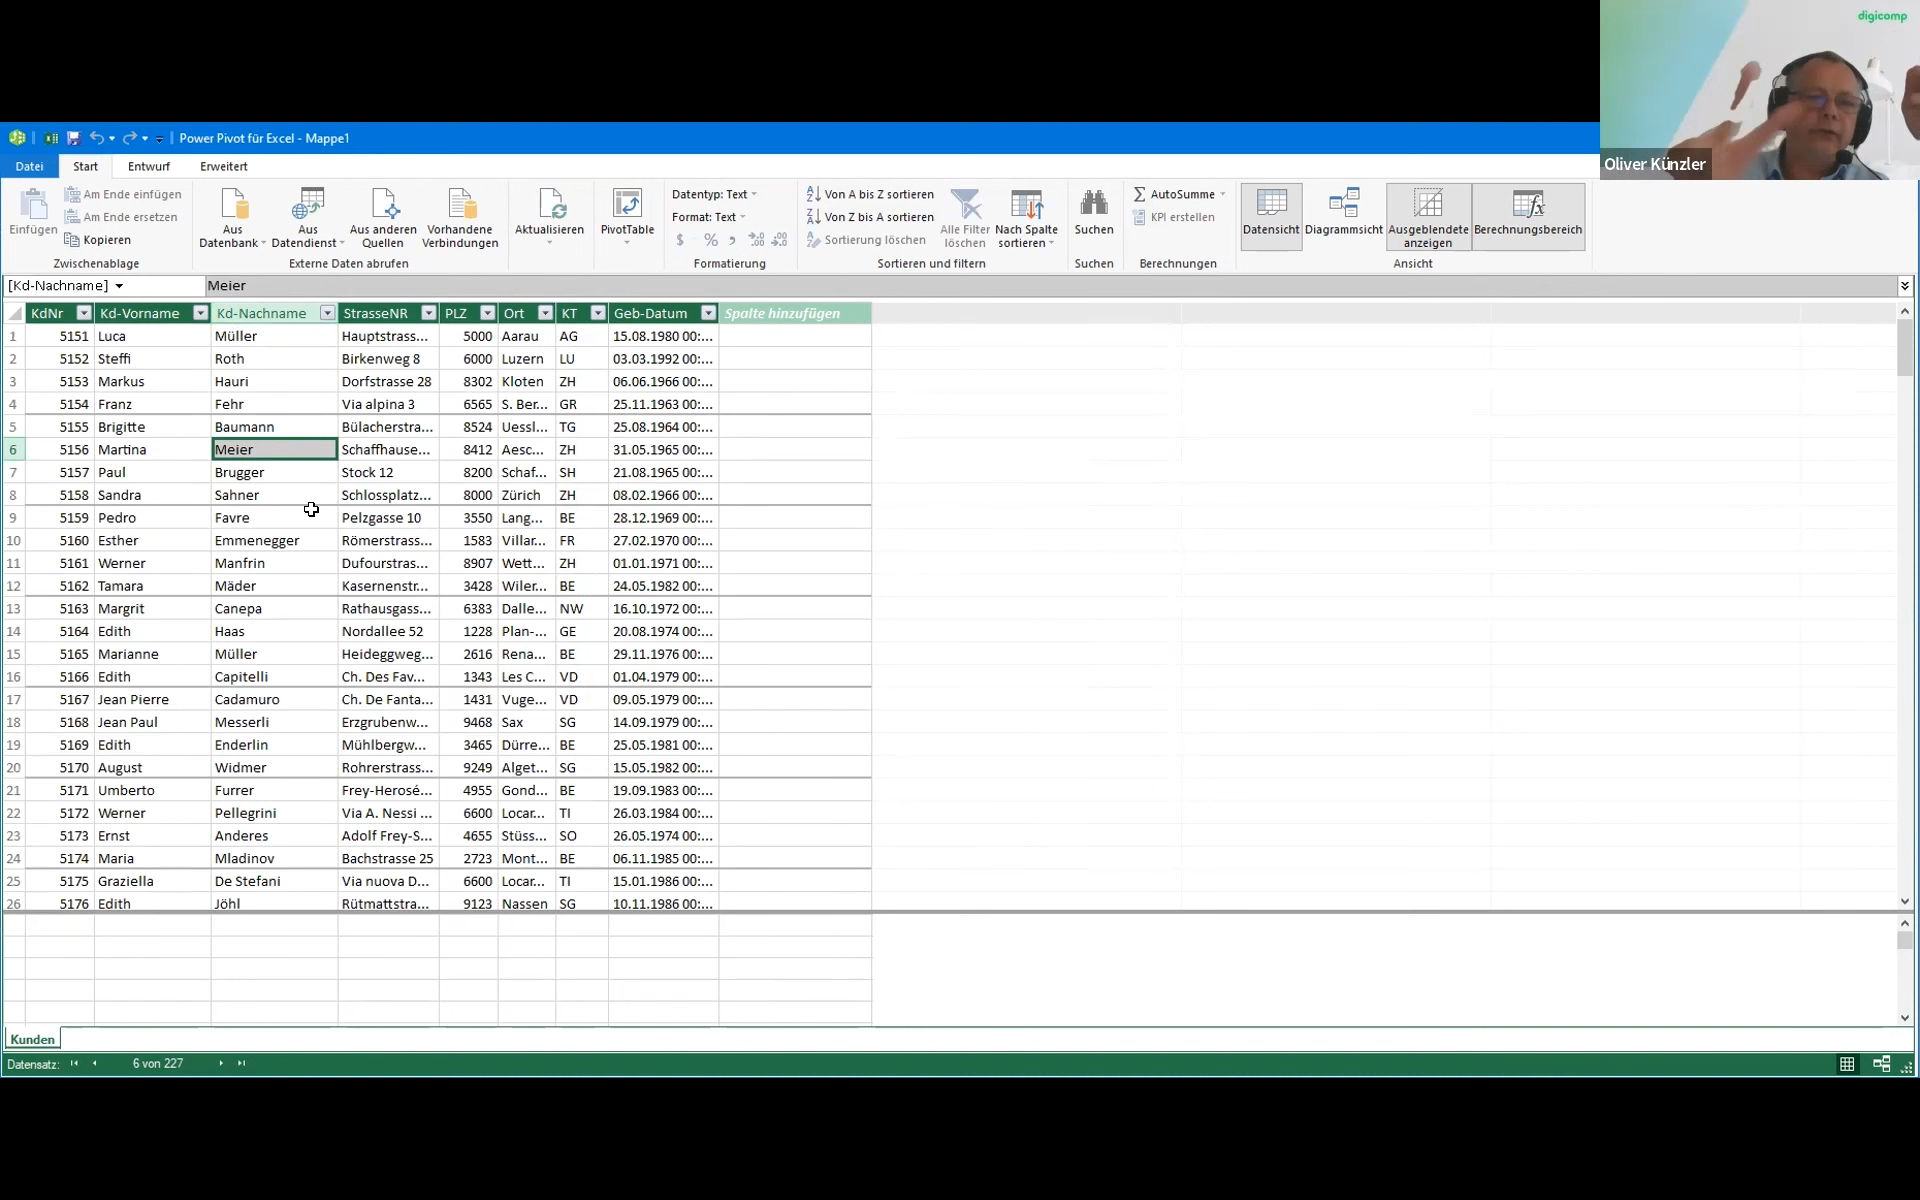 digicomp
Oliver Künzler
Power Pivot für Excel - Mappe1
Datei Start Entwurf Erweitert
Einfügen
Am Ende einfügen
Am Ende ersetzen
Kopieren
Zwischenablage
Aus Datenbank
Aus Datendienst
Aus anderen Quellen
Vorhandene Verbindungen
Externe Daten abrufen
Aktualisieren
PivotTable
Datentyp: Text
Format: Text
$ % ,
Formatierung
Von A bis Z sortieren
Von Z bis A sortieren
Sortierung löschen
Alle Filter löschen
Nach Spalte sortieren
Sortieren und filtern
Suchen
Suchen
AutoSumme
KPI erstellen
Berechnungen
Datensicht
Diagrammsicht
Ausgeblendete anzeigen
Berechnungsbereich
Ansicht
[Kd-Nachname] Meier
KdNr Kd-Vorname Kd-Nachname StrasseNR PLZ Ort KT Geb-Datum Spalte hinzufügen
1 5151 Luca Müller Hauptstrass... 5000 Aarau AG 15.08.1980 00:...
2 5152 Steffi Roth Birkenweg 8 6000 Luzern LU 03.03.1992 00:...
3 5153 Markus Hauri Dorfstrasse 28 8302 Kloten ZH 06.06.1966 00:...
4 5154 Franz Fehr Via alpina 3 6565 S. Ber... GR 25.11.1963 00:...
5 5155 Brigitte Baumann Bülacherstra... 8524 Uessl... TG 25.08.1964 00:...
6 5156 Martina Meier Schaffhause... 8412 Aesc... ZH 31.05.1965 00:...
7 5157 Paul Brugger Stock 12 8200 Schaf... SH 21.08.1965 00:...
8 5158 Sandra Sahner Schlossplatz... 8000 Zürich ZH 08.02.1966 00:...
9 5159 Pedro Favre Pelzgasse 10 3550 Lang... BE 28.12.1969 00:...
10 5160 Esther Emmenegger Römerstrass... 1583 Villar... FR 27.02.1970 00:...
11 5161 Werner Manfrin Dufourstras... 8907 Wett... ZH 01.01.1971 00:...
12 5162 Tamara Mäder Kasernenstr... 3428 Wiler... BE 24.05.1982 00:...
13 5163 Margrit Canepa Rathausgass... 6383 Dalle... NW 16.10.1972 00:...
14 5164 Edith Haas Nordallee 52 1228 Plan-... GE 20.08.1974 00:...
15 5165 Marianne Müller Heideggweg... 2616 Rena... BE 29.11.1976 00:...
16 5166 Edith Capitelli Ch. Des Fav... 1343 Les C... VD 01.04.1979 00:...
17 5167 Jean Pierre Cadamuro Ch. De Fanta... 1431 Vuge... VD 09.05.1979 00:...
18 5168 Jean Paul Messerli Erzgrubenw... 9468 Sax SG 14.09.1979 00:...
19 5169 Edith Enderlin Mühlbergw... 3465 Dürre... BE 25.05.1981 00:...
20 5170 August Widmer Rohrerstrass... 9249 Alget... SG 15.05.1982 00:...
21 5171 Umberto Furrer Frey-Herosé... 4955 Gond... BE 19.09.1983 00:...
22 5172 Werner Pellegrini Via A. Nessi ... 6600 Locar... TI 26.03.1984 00:...
23 5173 Ernst Anderes Adolf Frey-S... 4655 Stüss... SO 26.05.1974 00:...
24 5174 Maria Mladinov Bachstrasse 25 2723 Mont... BE 06.11.1985 00:...
25 5175 Graziella De Stefani Via nuova D... 6600 Locar... TI 15.01.1986 00:...
26 5176 Edith Jöhl Rütmattstra... 9123 Nassen SG 10.11.1986 00:...
Kunden
Datensatz: 6 von 227